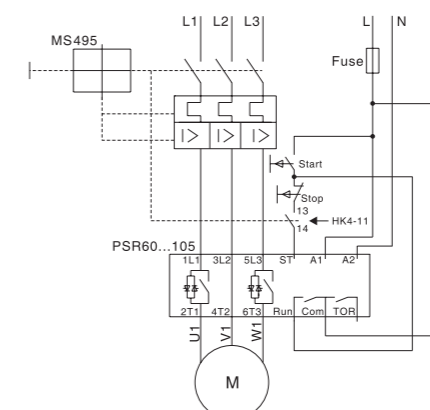 L1 L2 L3 L N
MS495
Fuse
I> I> I>
Start
Stop
13
HK4-11
14
PSR60...105
1L1 3L2 5L3 ST A1 A2
2T1 4T2 6T3 Run Com TOR
U1 V1 W1
M